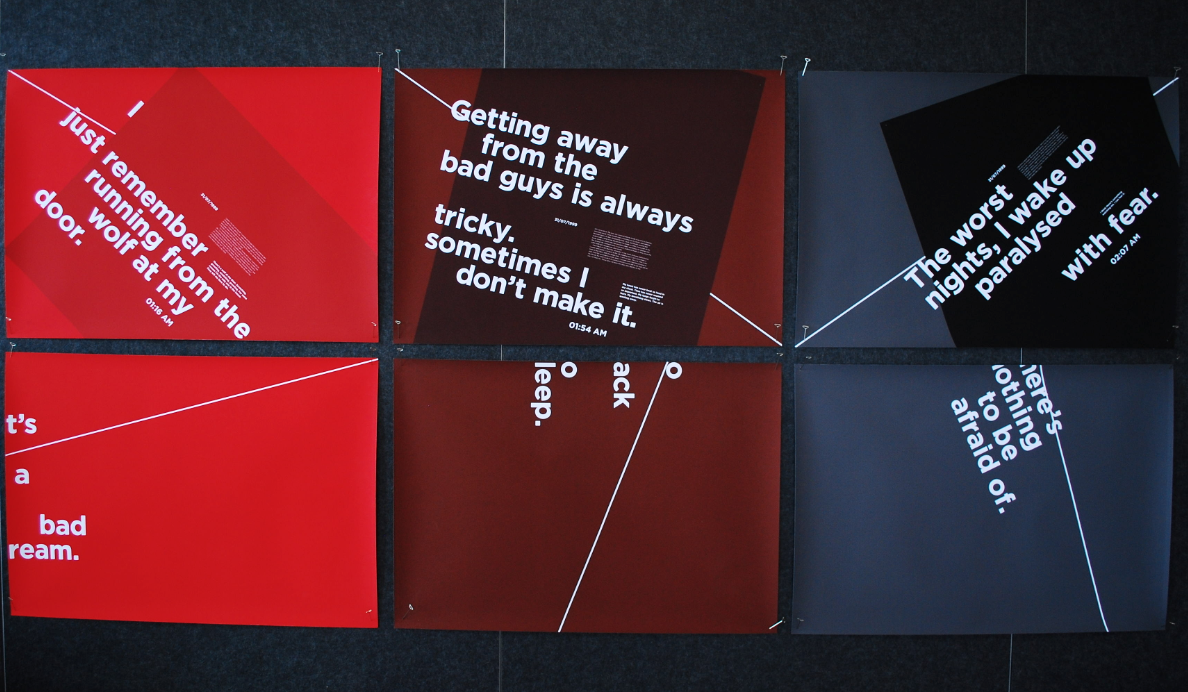 I
just remember
running from the
wolf at my
door.
01:16 AM
Getting away
from the
bad guys is always
tricky.
sometimes I
don't make it.
01:54 AM
The worst
nights, I wake up
paralysed
with fear.
02:07 AM
t's
a
bad
ream.
o
ack
o
leep.
here's
othing
to be
afraid of.